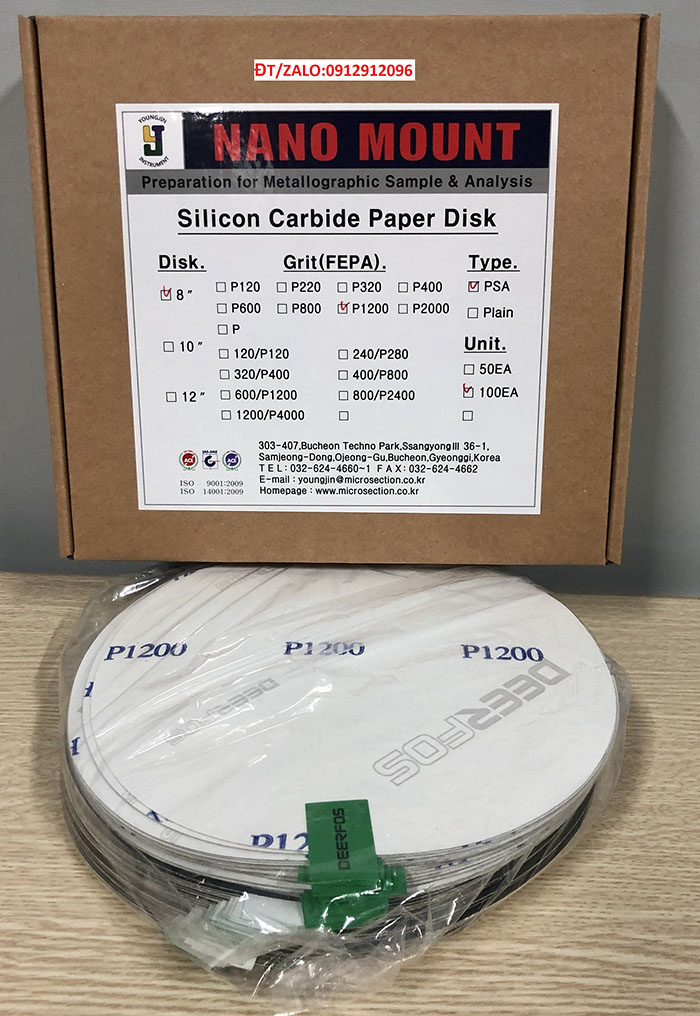 ĐT/ZALO:0912912096
YOUNGJIN
YJ
INSTRUMENT
NANO MOUNT
Preparation for Metallographic Sample & Analysis
Silicon Carbide Paper Disk
Disk. Grit(FEPA). Type.
8" P120 P220 P320 P400 PSA
P600 P800 P1200 P2000 Plain
P
10" 120/P120 240/P280 Unit.
320/P400 400/P800 50EA
12" 600/P1200 800/P2400 100EA
1200/P4000
303-407,Bucheon Techno Park,SsangyongⅢ 36-1,
Samjeong-Dong,Ojeong-Gu,Bucheon,Gyeonggi,Korea
TEL:032-624-4660~1 FAX:032-624-4662
E-mail : youngjin@microsection.co.kr
Homepage : www.microsection.co.kr
ISO 9001:2009
ISO 14001:2009
P1200 P1200 P1200
DEERFOS DEERFOS
P12
DEERFOS